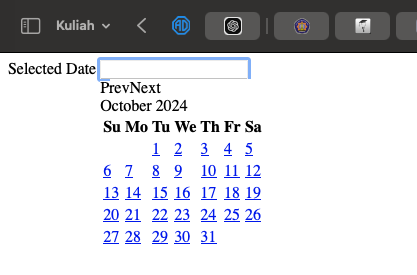 Kuliah
Selected Date
PrevNext
October 2024
Su Mo Tu We Th Fr Sa
1 2 3 4 5
6 7 8 9 10 11 12
13 14 15 16 17 18 19
20 21 22 23 24 25 26
27 28 29 30 31